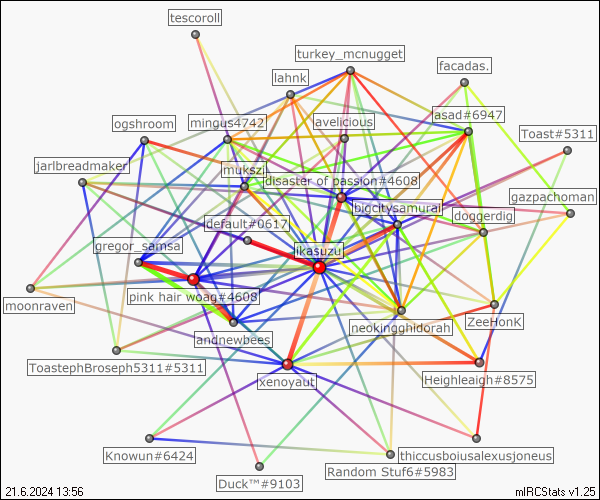 tescoroll
turkey_mcnugget
lahnk
facadas.
asad#6947
ogshroom
mingus4742
avelicious
Toast#5311
jarlbreadmaker
mukszi
disaster of passion#4608
gazpachoman
bigcitysamurai
doggerdig
default#0617
gregor_samsa
ikasuzu
pink hair woag#4608
moonraven
andnewbees
neokingghidorah
ZeeHonK
ToastephBroseph5311#5311
xenoyaut
Heighleaigh#8575
Knowun#6424
thiccusboiusalexusjoneus
Random Stuf6#5983
Duck™#9103
21.6.2024 13:56
mIRCStats v1.25